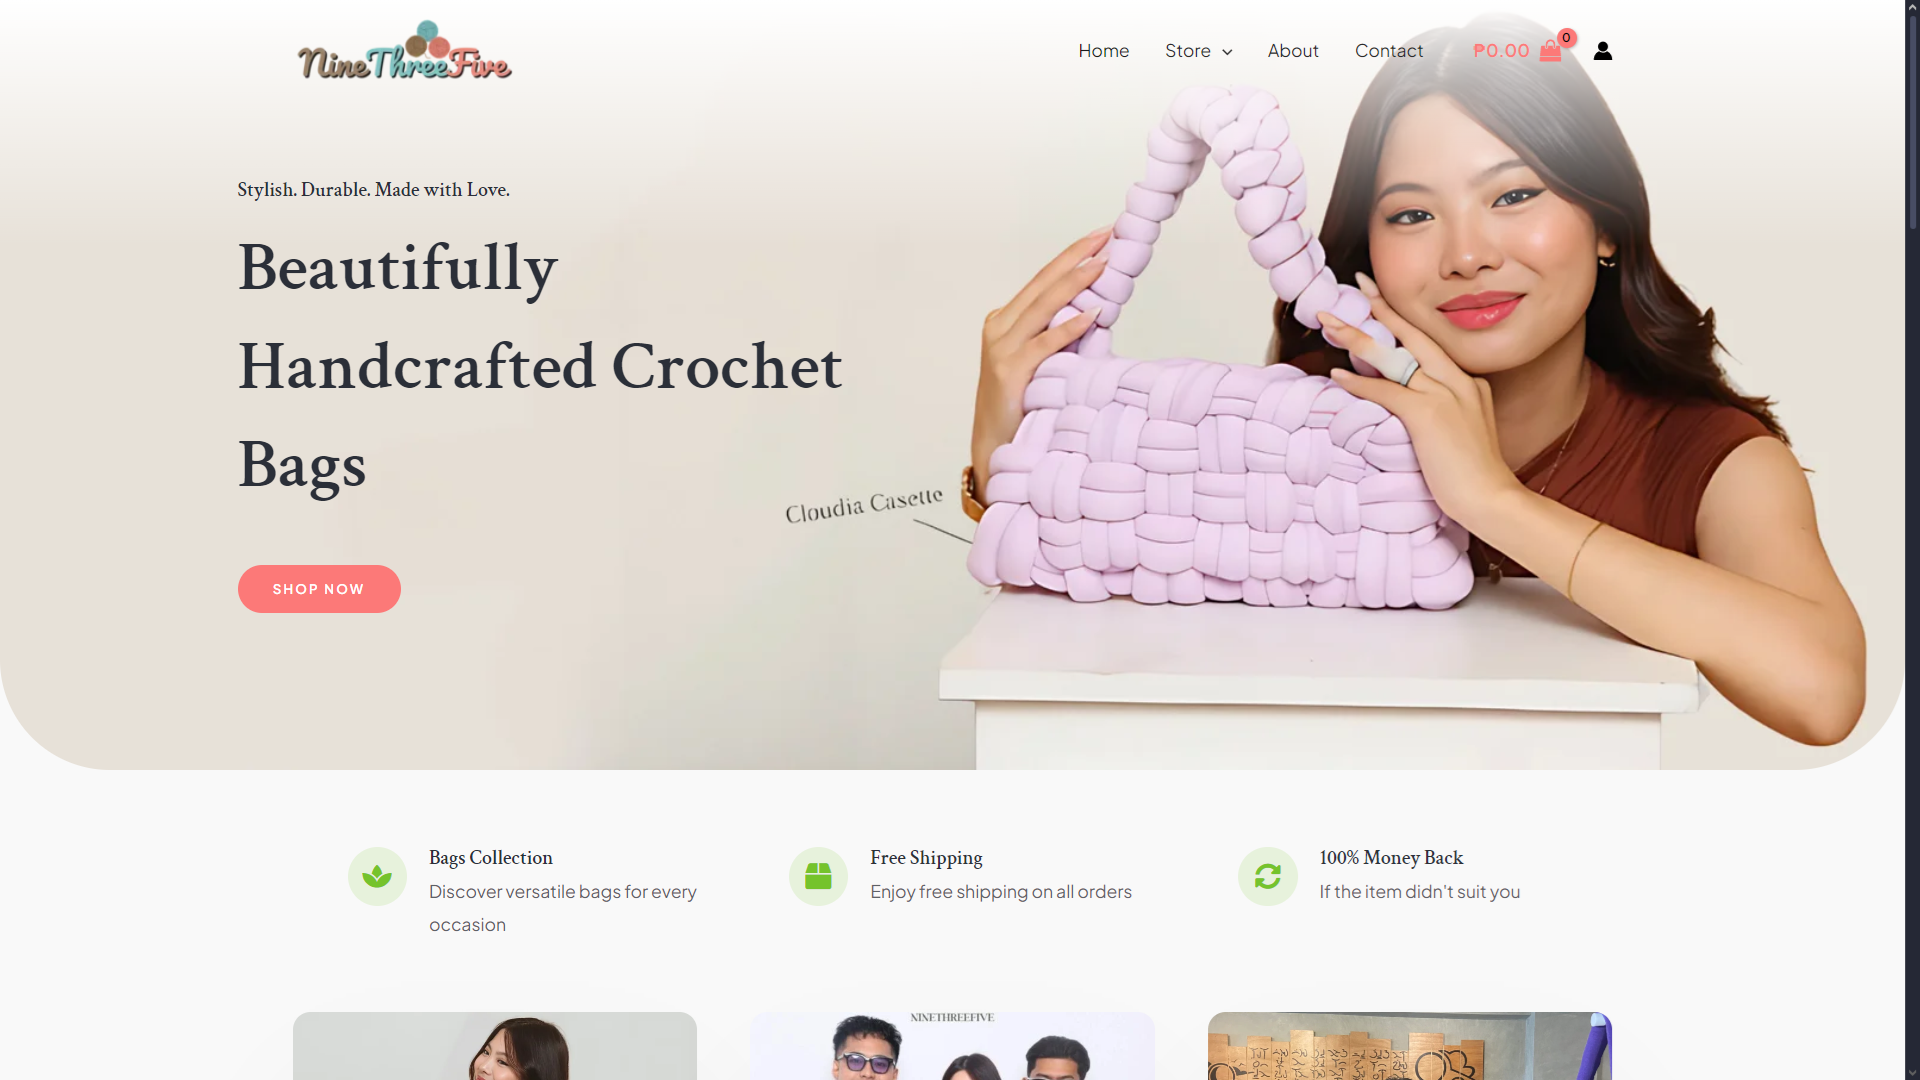 NineThreeFive
Home
Store
About
Contact
₱0.00
0
Stylish. Durable. Made with Love.
Beautifully
Handcrafted Crochet
Bags
Cloudia Casette
SHOP NOW
Bags Collection
Discover versatile bags for every
occasion
Free Shipping
Enjoy free shipping on all orders
100% Money Back
If the item didn't suit you
NINETHREEFIVE